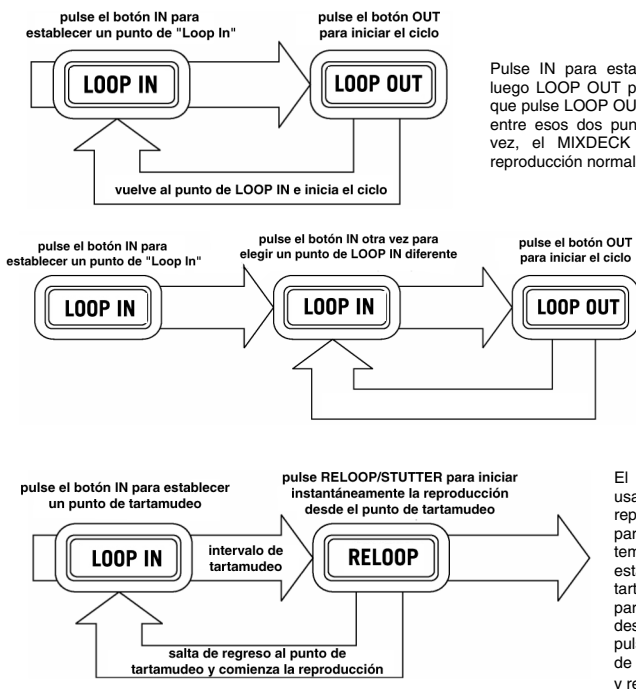 pulse el botón IN para
establecer un punto de "Loop In"
pulse el botón OUT
para iniciar el ciclo
LOOP IN
LOOP OUT
vuelve al punto de LOOP IN e inicia el ciclo
Pulse IN para esta
luego LOOP OUT p
que pulse LOOP OU
entre esos dos pun
vez, el MIXDECK
reproducción normal
pulse el botón IN para
establecer un punto de "Loop In"
pulse el botón IN otra vez para
elegir un punto de LOOP IN diferente
pulse el botón OUT
para iniciar el ciclo
LOOP IN
LOOP IN
LOOP OUT
pulse el botón IN para establecer
un punto de tartamudeo
pulse RELOOP/STUTTER para iniciar
instantáneamente la reproducción
desde el punto de tartamudeo
LOOP IN
intervalo de
tartamudeo
RELOOP
salta de regreso al punto de
tartamudeo y comienza la reproducción
El
usa
rep
par
tem
esta
tart
par
des
puls
de
y re